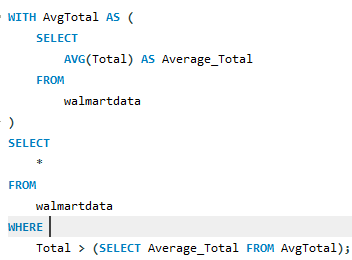 WITH AvgTotal AS (
SELECT
AVG(Total) AS Average_Total
FROM
walmartdata
)
SELECT
*
FROM
walmartdata
WHERE
Total > (SELECT Average_Total FROM AvgTotal);